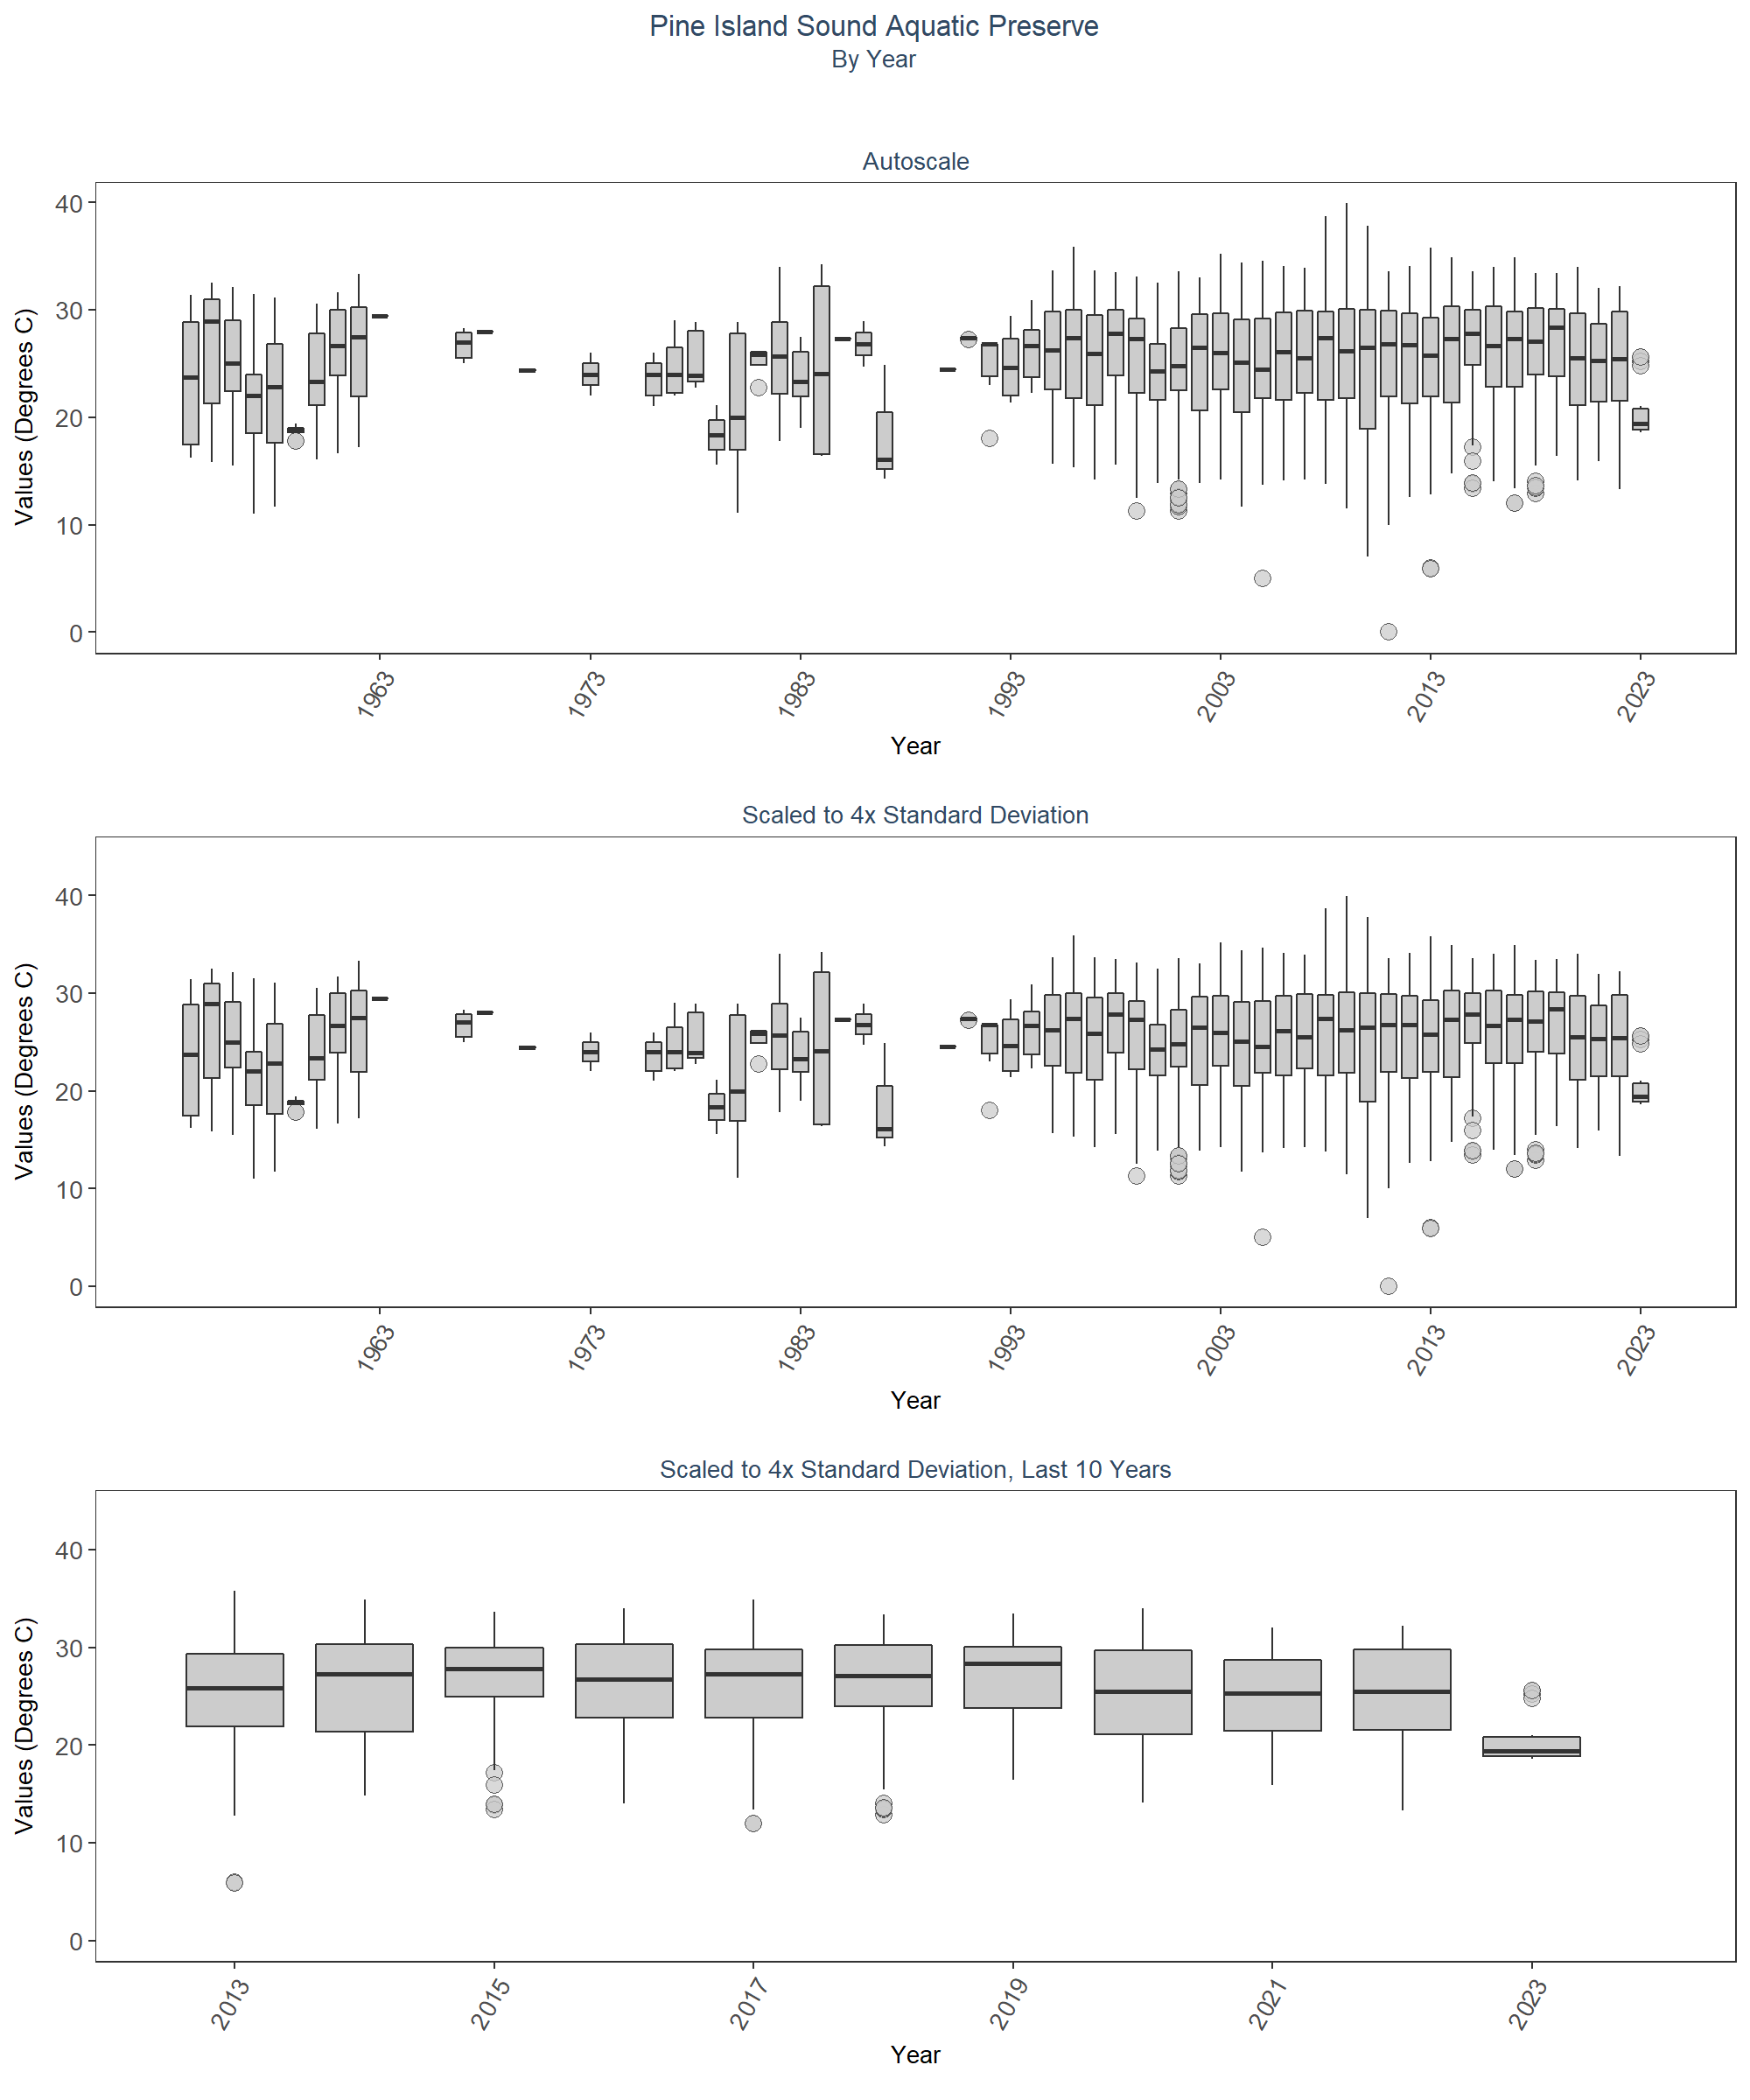 Pine Island Sound Aquatic Preserve
By Year
Autoscale
Values (Degrees C)
40
30
20
10
0
1963 1973 1983 1993 2003 2013 2023
Year
Scaled to 4x Standard Deviation
Values (Degrees C)
40
30
20
10
0
1963 1973 1983 1993 2003 2013 2023
Year
Scaled to 4x Standard Deviation, Last 10 Years
Values (Degrees C)
40
30
20
10
0
2013 2015 2017 2019 2021 2023
Year